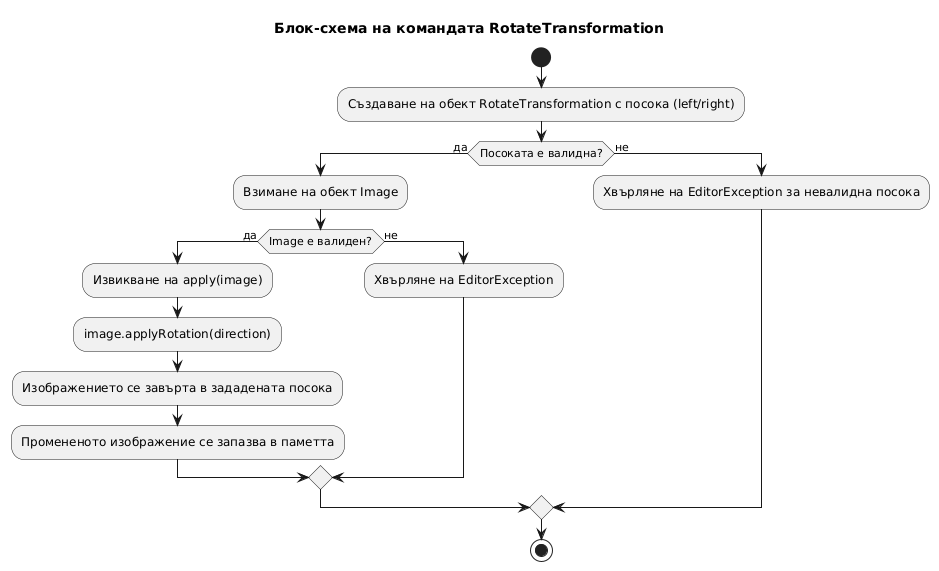 Блок-схема на командата RotateTransformation
Създаване на обект RotateTransformation с посока (left/right)
да
Посоката е валидна?
не
Взимане на обект Image
Хвърляне на EditorException за невалидна посока
да
Image е валиден?
не
Извикване на apply(image)
Хвърляне на EditorException
image.applyRotation(direction)
Изображението се завърта в зададената посока
Промененото изображение се запазва в паметта